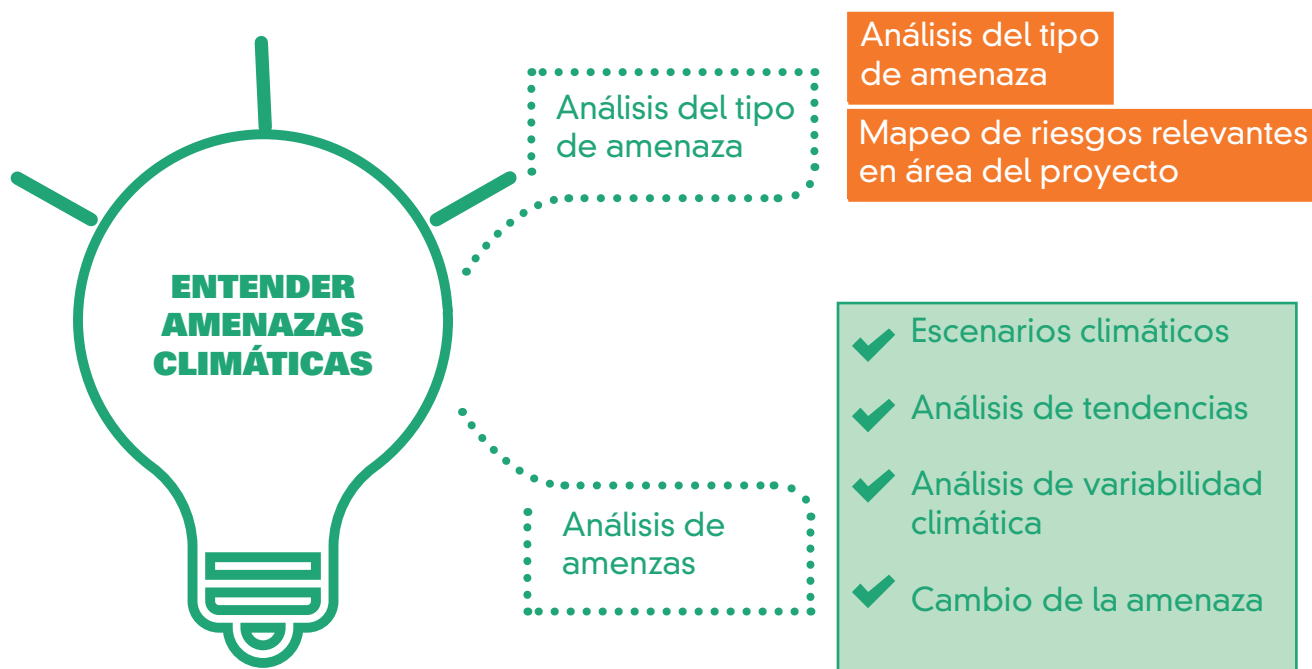 ENTENDER
AMENAZAS
CLIMÁTICAS
Análisis del tipo
de amenaza
Análisis del tipo
de amenaza
Mapeo de riesgos relevantes
en área del proyecto
Análisis de
amenzas
Escenarios climáticos
Análisis de tendencias
Análisis de variabilidad
climática
Cambio de la amenaza